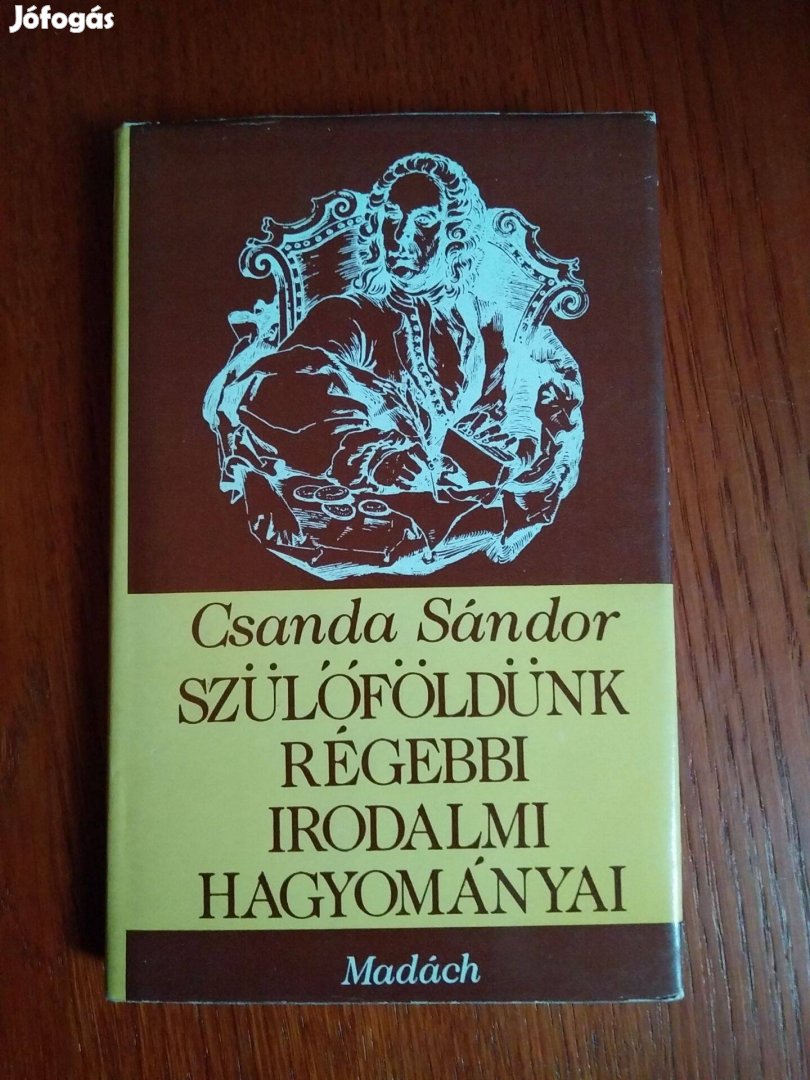 Jófogás
Csanda Sándor
SZÜLŐFÖLDÜNK
RÉGEBBI
IRODALMI
HAGYOMÁNYAI
Madách